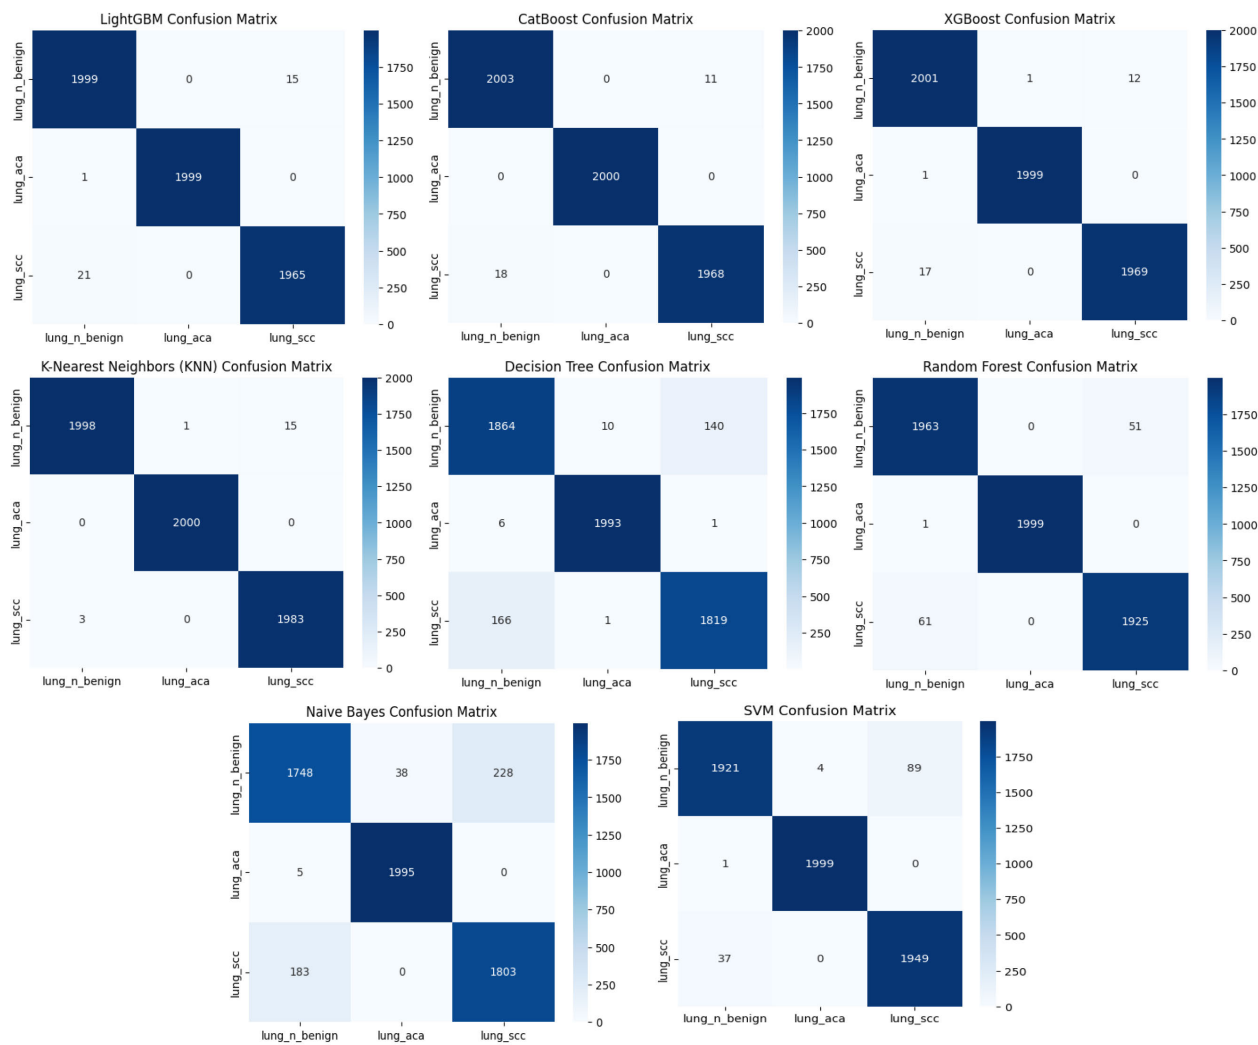 LightGBM Confusion Matrix
lung_n_benign
1999 0 15
lung_aca
1 1999 0
lung_scc
21 0 1965
lung_n_benign lung_aca lung_scc
1750
1500
1250
1000
750
500
250
0
CatBoost Confusion Matrix
lung_n_benign
2003 0 11
lung_aca
0 2000 0
lung_scc
18 0 1968
lung_n_benign lung_aca lung_scc
2000
1750
1500
1250
1000
750
500
250
0
XGBoost Confusion Matrix
lung_n_benign
2001 1 12
lung_aca
1 1999 0
lung_scc
17 0 1969
lung_n_benign lung_aca lung_scc
2000
1750
1500
1250
1000
750
500
250
0
K-Nearest Neighbors (KNN) Confusion Matrix
lung_n_benign
1998 1 15
lung_aca
0 2000 0
lung_scc
3 0 1983
lung_n_benign lung_aca lung_scc
2000
1750
1500
1250
1000
750
500
250
0
Decision Tree Confusion Matrix
lung_n_benign
1864 10 140
lung_aca
6 1993 1
lung_scc
166 1 1819
lung_n_benign lung_aca lung_scc
1750
1500
1250
1000
750
500
250
Random Forest Confusion Matrix
lung_n_benign
1963 0 51
lung_aca
1 1999 0
lung_scc
61 0 1925
lung_n_benign lung_aca lung_scc
1750
1500
1250
1000
750
500
250
0
Naive Bayes Confusion Matrix
lung_n_benign
1748 38 228
lung_aca
5 1995 0
lung_scc
183 0 1803
lung_n_benign lung_aca lung_scc
1750
1500
1250
1000
750
500
250
0
SVM Confusion Matrix
lung_n_benign
1921 4 89
lung_aca
1 1999 0
lung_scc
37 0 1949
lung_n_benign lung_aca lung_scc
1750
1500
1250
1000
750
500
250
0